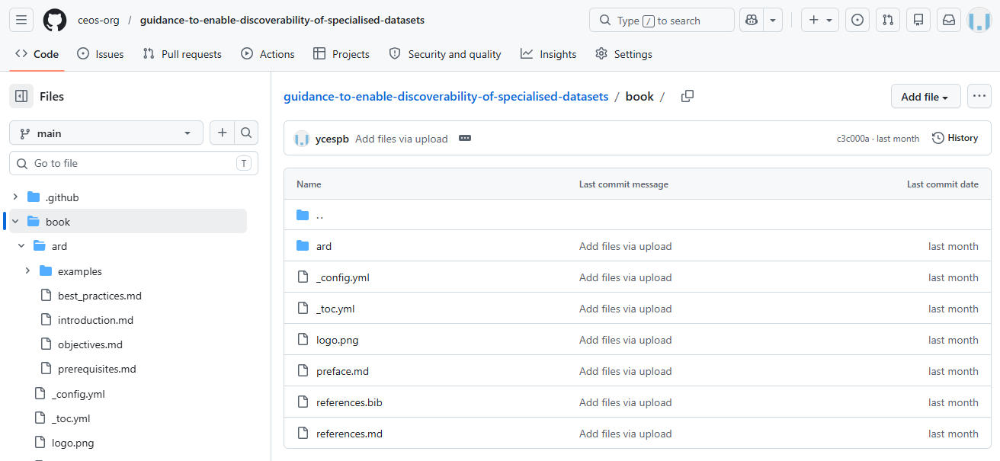 ceos-org / guidance-to-enable-discoverability-of-specialised-datasets
Type / to search
Code Issues Pull requests Actions Projects Security and quality Insights Settings
Files
main
Go to file T
.github
book
ard
examples
best_practices.md
introduction.md
objectives.md
prerequisites.md
_config.yml
_toc.yml
logo.png
guidance-to-enable-discoverability-of-specialised-datasets / book /
Add file
ycespb Add files via upload
c3c000a · last month History
Name Last commit message Last commit date
..
ard Add files via upload last month
_config.yml Add files via upload last month
_toc.yml Add files via upload last month
logo.png Add files via upload last month
preface.md Add files via upload last month
references.bib Add files via upload last month
references.md Add files via upload last month